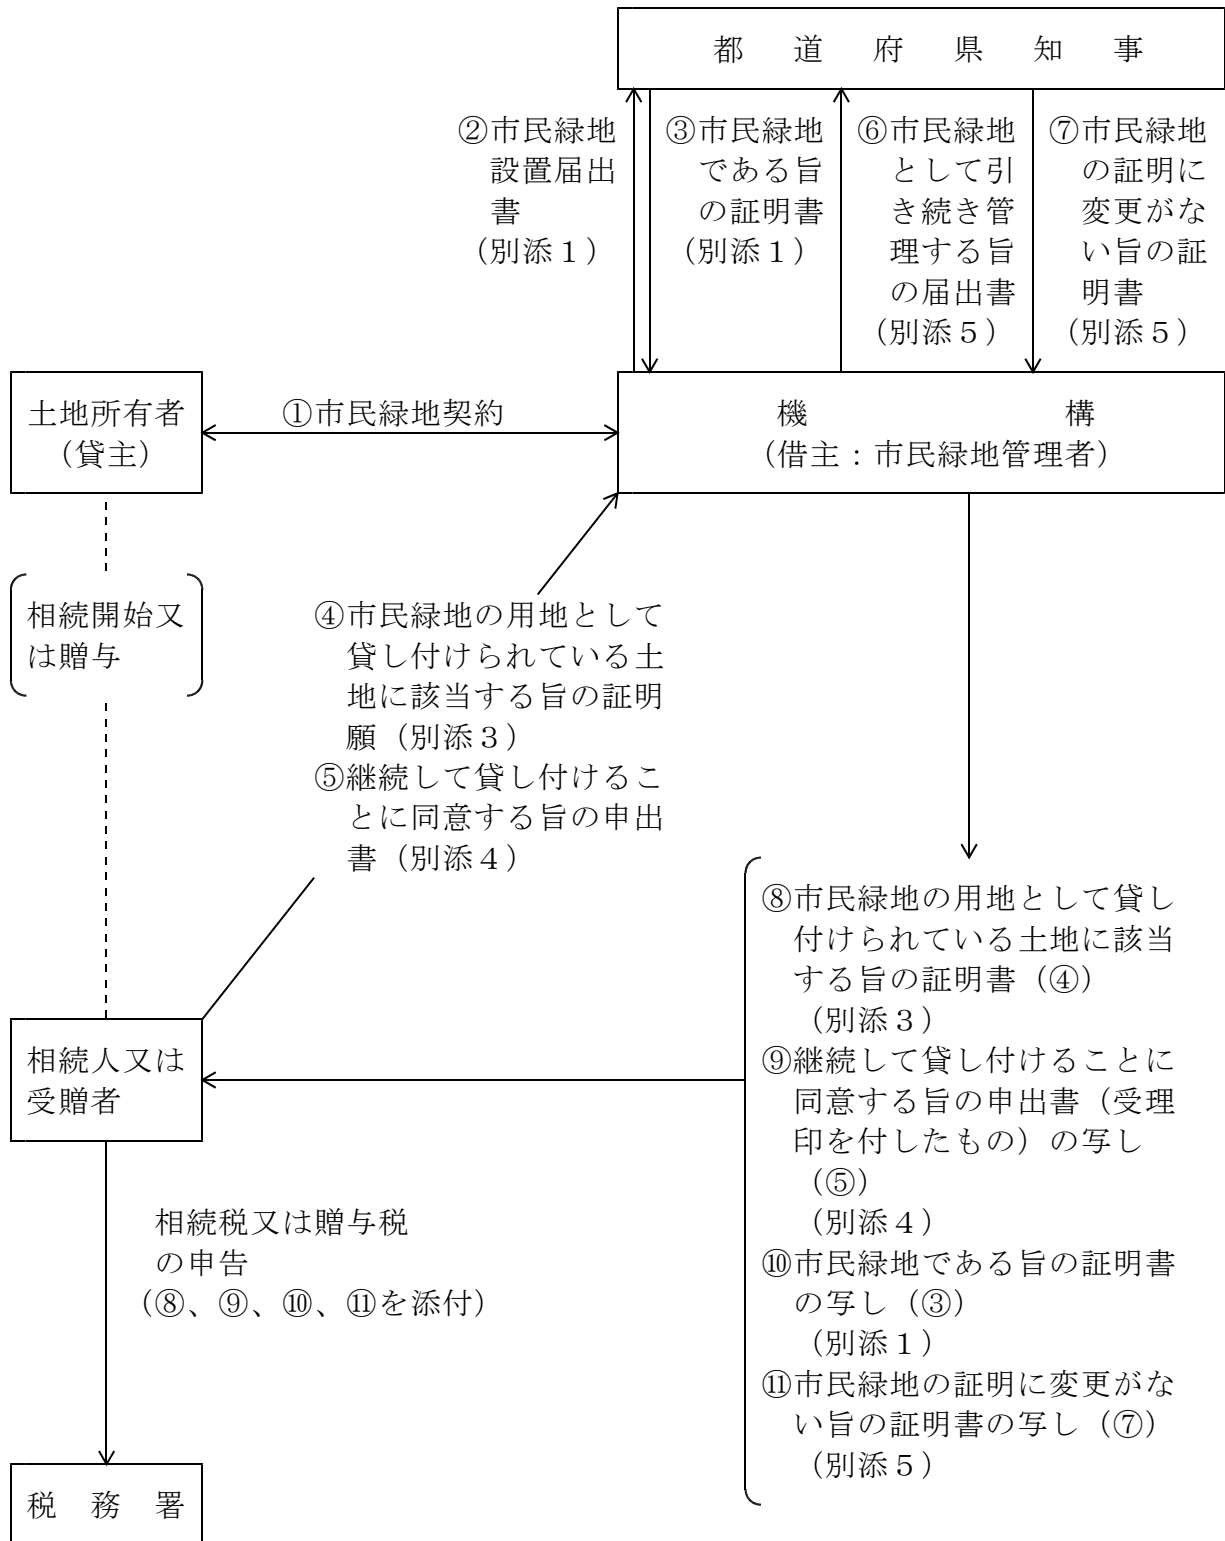 都道府県知事
②市民緑地
設置届出
書
（別添１）
③市民緑地
である旨
の証明書
（別添１）
⑥市民緑地
として引
き続き管
理する旨
の届出書
（別添５）
⑦市民緑地
の証明に
変更がな
い旨の証
明書
（別添５）
土地所有者
（貸主）
①市民緑地契約
機構
（借主：市民緑地管理者）
相続開始又
は贈与
④市民緑地の用地として
貸し付けられている土
地に該当する旨の証明
願（別添３）
⑤継続して貸し付けるこ
とに同意する旨の申出
書（別添４）
⑧市民緑地の用地として貸し
付けられている土地に該当
する旨の証明書（④）
（別添３）
⑨継続して貸し付けることに
同意する旨の申出書（受理
印を付したもの）の写し
（⑤）
（別添４）
⑩市民緑地である旨の証明書
の写し（③）
（別添１）
⑪市民緑地の証明に変更がな
い旨の証明書の写し（⑦）
（別添５）
相続人又は
受贈者
相続税又は贈与税
の申告
（⑧、⑨、⑩、⑪を添付）
税務署